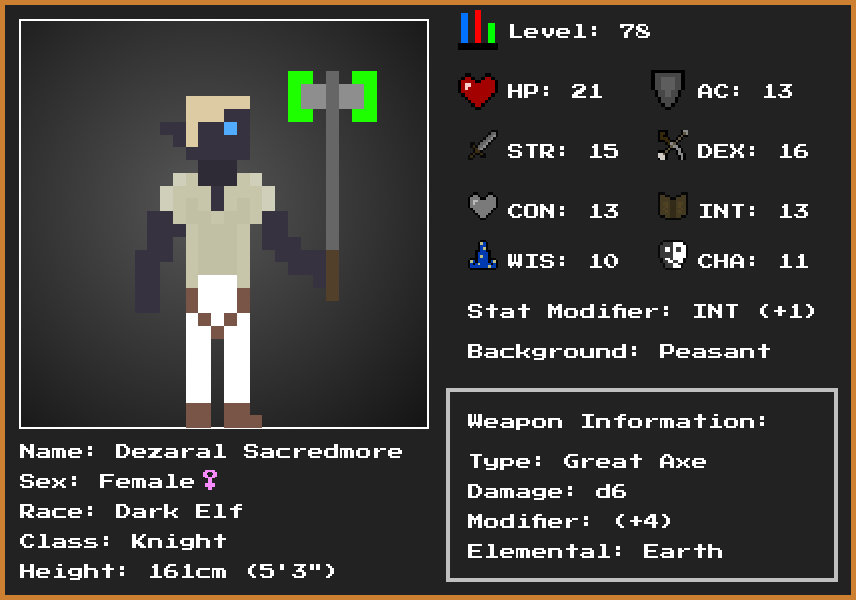 Level: 78
HP: 21
AC: 13
STR: 15
DEX: 16
CON: 13
INT: 13
WIS: 10
CHA: 11
Stat Modifier: INT (+1)
Background: Peasant
Weapon Information:
Type: Great Axe
Damage: d6
Modifier: (+4)
Elemental: Earth
Name: Dezaral Sacredmore
Sex: Female♀
Race: Dark Elf
Class: Knight
Height: 161cm (5'3")